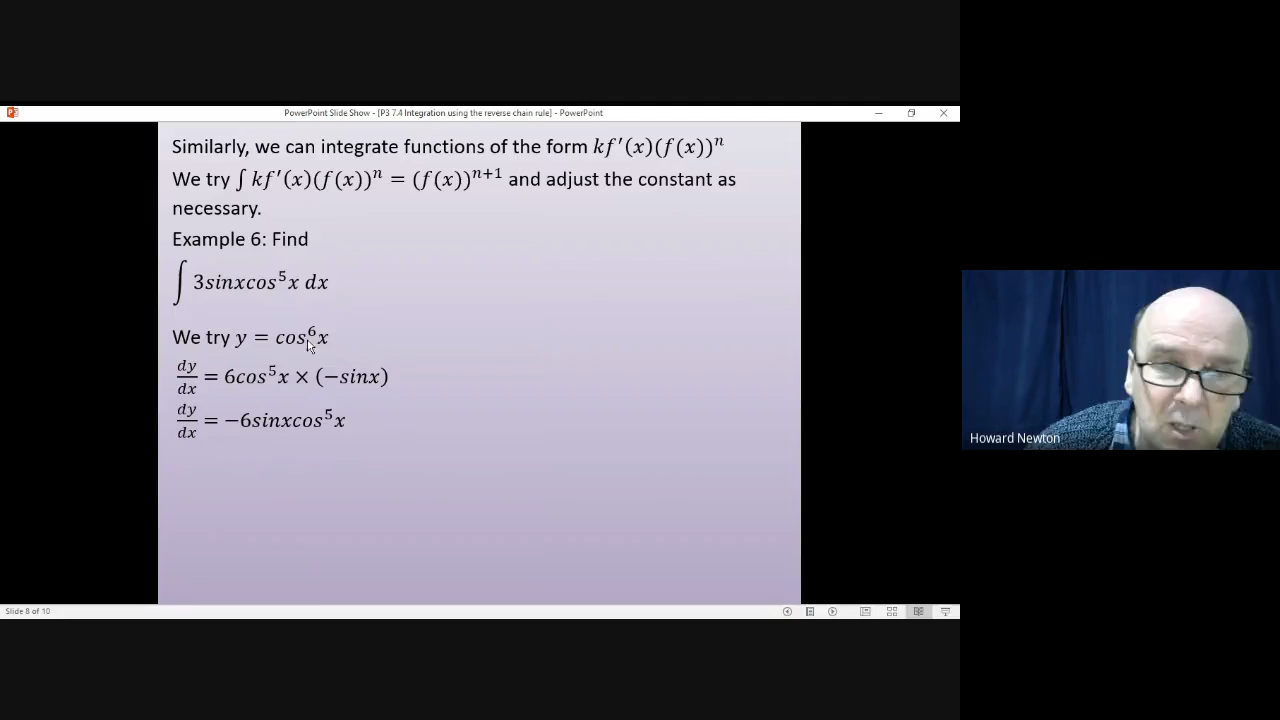 PowerPoint Slide Show - [P3 7.4 Integration using the reverse chain rule] - PowerPoint
Similarly, we can integrate functions of the form 𝑘𝑓′(𝑥)(𝑓(𝑥))ⁿ
We try ∫ 𝑘𝑓′(𝑥)(𝑓(𝑥))ⁿ = (𝑓(𝑥))ⁿ⁺¹ and adjust the constant as
necessary.
Example 6: Find
∫ 3sinxcos⁵x dx
We try y = cos⁶x
dy/dx = 6cos⁵x × (−sinx)
dy/dx = −6sinxcos⁵x
Howard Newton
Slide 8 of 10